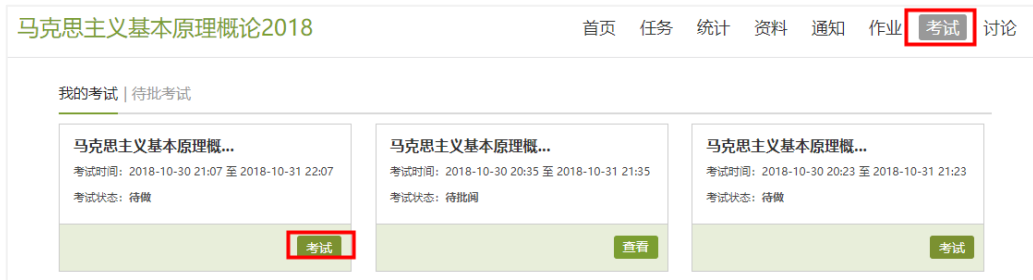 马克思主义基本原理概论2018
首页 任务 统计 资料 通知 作业 考试 讨论
我的考试 | 待批考试
马克思主义基本原理概...
考试时间：2018-10-30 21:07 至 2018-10-31 22:07
考试状态：待做
考试
马克思主义基本原理概...
考试时间：2018-10-30 20:35 至 2018-10-31 21:35
考试状态：待批阅
查看
马克思主义基本原理概...
考试时间：2018-10-30 20:23 至 2018-10-31 21:23
考试状态：待做
考试